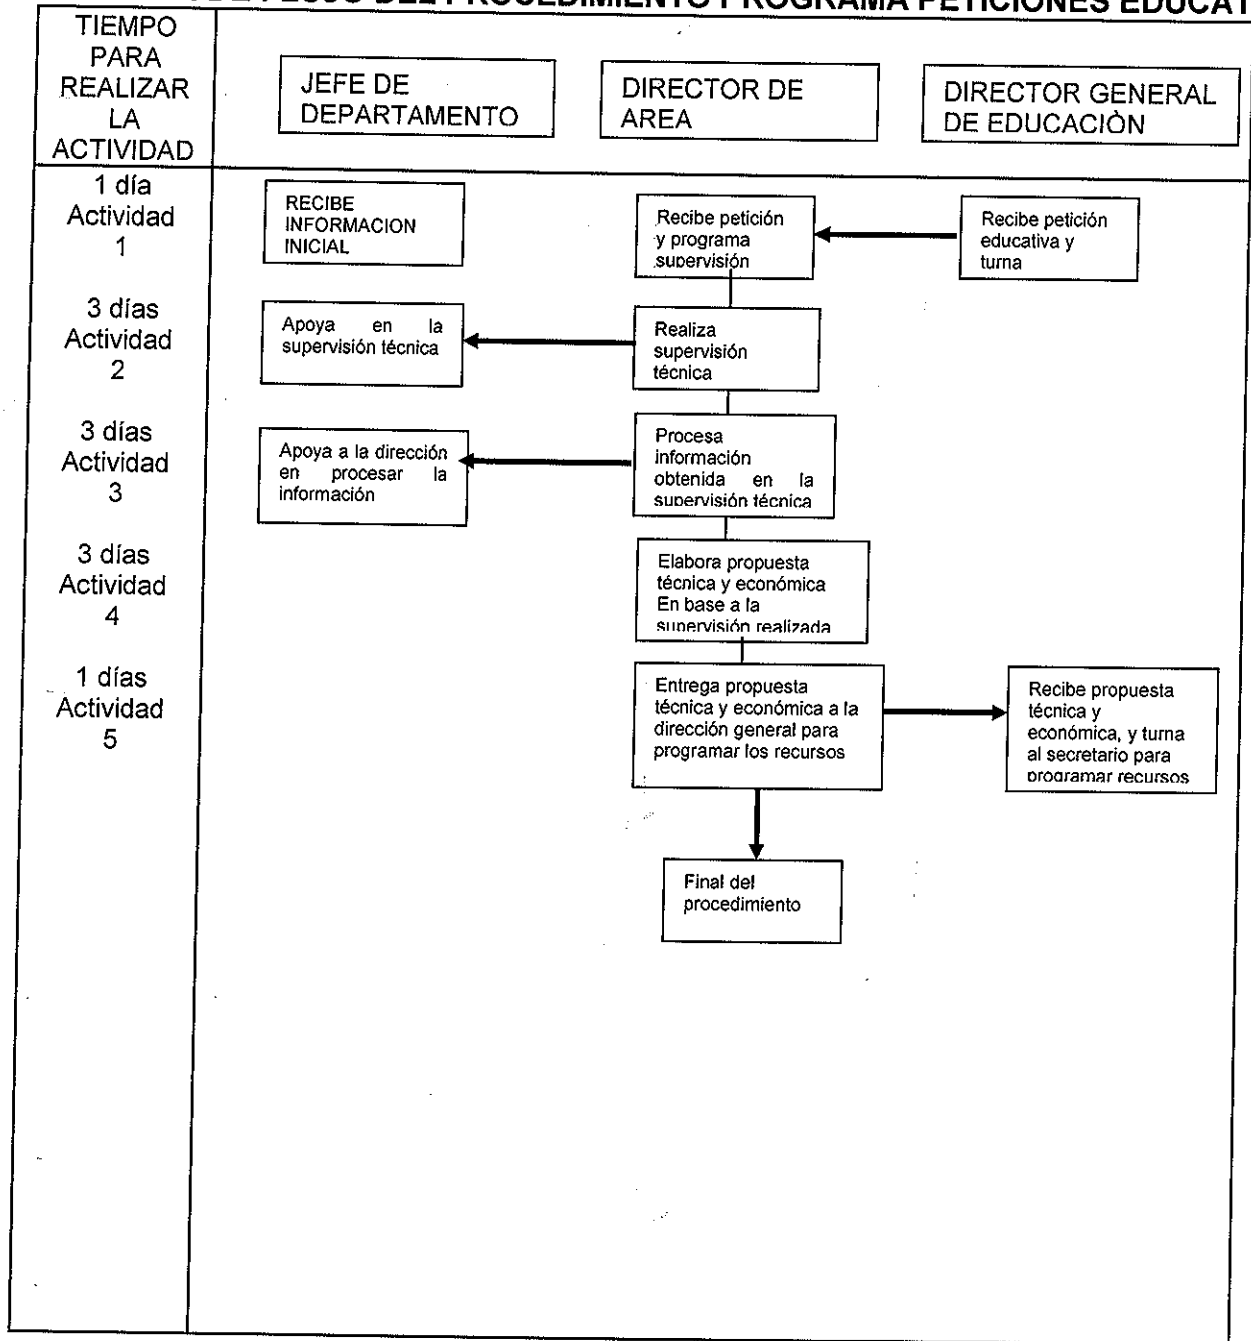 DEL PROCEDIMIENTO PROGRAMA PETICIONES EDUCAT
TIEMPO
PARA
REALIZAR
LA
ACTIVIDAD
JEFE DE
DEPARTAMENTO
DIRECTOR DE
AREA
DIRECTOR GENERAL
DE EDUCACIÒN
1 día
Actividad
1
RECIBE
INFORMACION
INICIAL
Recibe petición
y programa
supervisión
Recibe petición
educativa y
turna
3 días
Actividad
2
Apoya en la
supervisión técnica
Realiza
supervisión
técnica
3 días
Actividad
3
Apoya a la dirección
en procesar la
información
Procesa
información
obtenida en la
supervisión técnica
3 días
Actividad
4
Elabora propuesta
técnica y económica
En base a la
supervisión realizada
1 días
Actividad
5
Entrega propuesta
técnica y económica a la
dirección general para
programar los recursos
Recibe propuesta
técnica y
económica, y turna
al secretario para
programar recursos
Final del
procedimiento